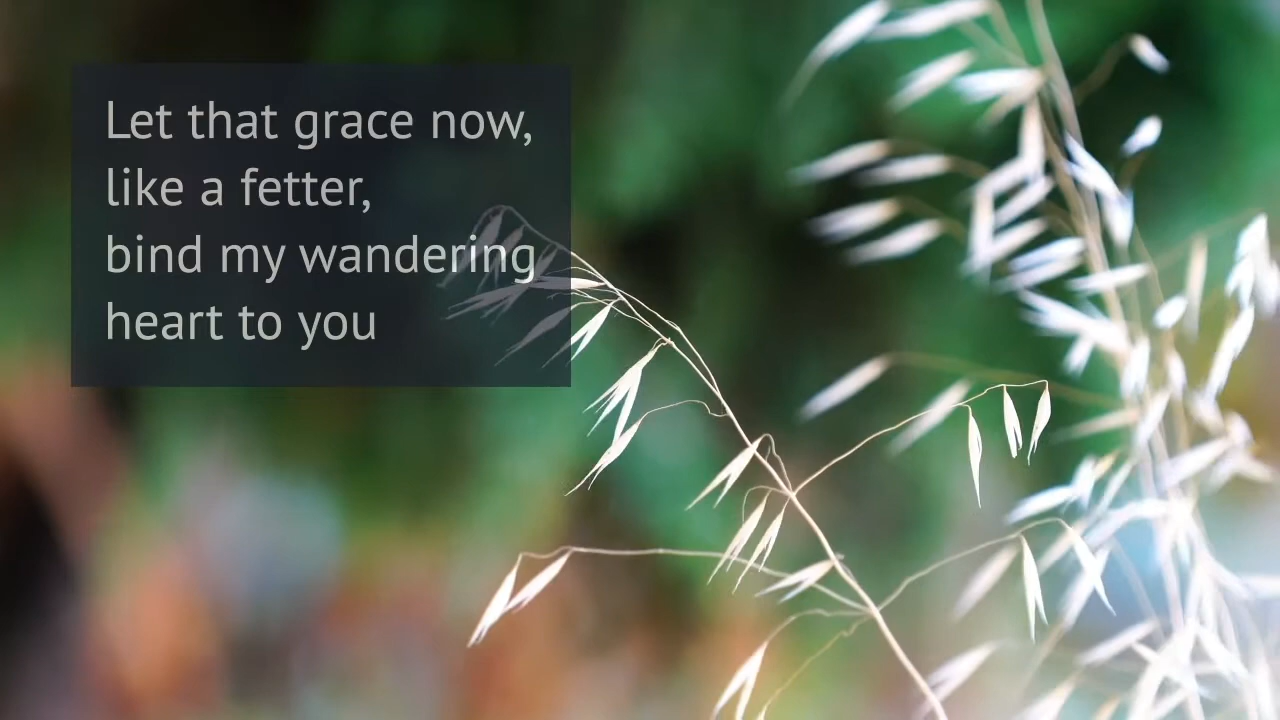 Let that grace now,
like a fetter,
bind my wandering
heart to you